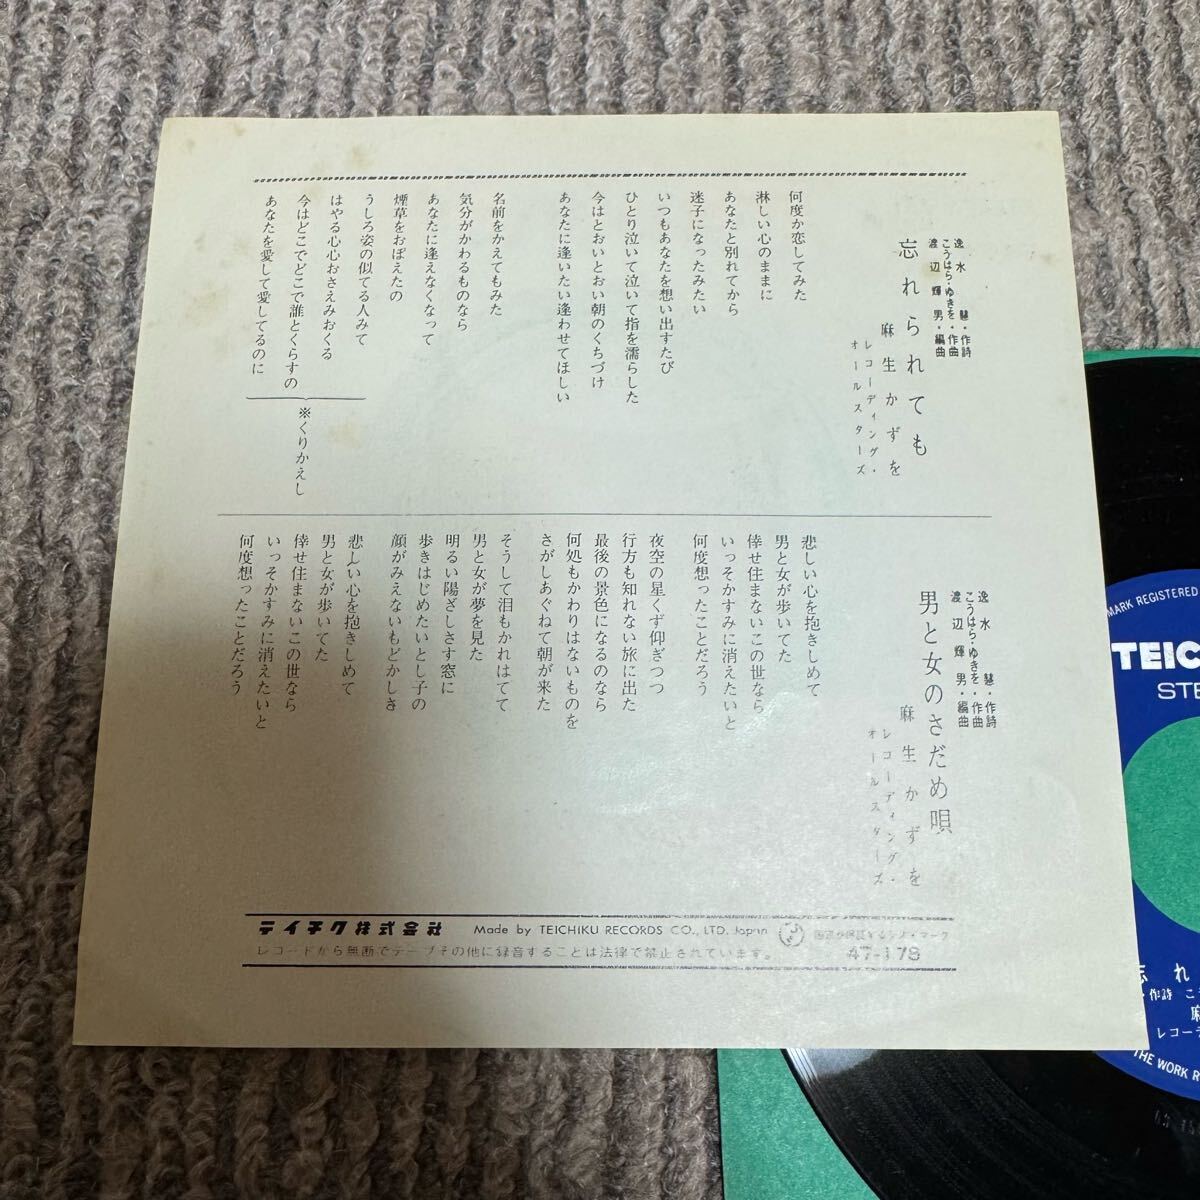 逸水慧・作詩
こうはら・ゆきを・作曲
渡辺輝男・編曲
忘れられても
麻生かずを
レコーディング・
オールスターズ
何度か恋してみた
淋しい心のままに
あなたと別れてから
迷子になったみたい
いつもあなたを想い出すたび
ひとり泣いて泣いて指を濡らした
今はとおいとおい朝のくちづけ
あなたに逢いたい逢わせてほしい
名前をかえてもみた
気分がかわるものなら
あなたに逢えなくなって
煙草をおぼえたの
うしろ姿の似てる人みて
はやる心心おさえみおくる
今はどこでどこで誰とくらすの
あなたを愛して愛してるのに
※くりかえし
逸水慧・作詩
こうはら・ゆきを・作曲
渡辺輝男・編曲
男と女のさだめ唄
麻生かずを
レコーディング・
オールスターズ
悲しい心を抱きしめて
男と女が歩いてた
倖せ住まないこの世なら
いっそかすみに消えたいと
何度想ったことだろう
夜空の星くず仰ぎつつ
行方も知れない旅に出た
最後の景色になるのなら
何処もかわりはないものを
さがしあぐねて朝が来た
そうして泪もかれはてて
男と女が夢を見た
明るい陽ざしさす窓に
歩きはじめたいとし子の
顔がみえないもどかしさ
悲しい心を抱きしめて
男と女が歩いてた
倖せ住まないこの世なら
いっそかすみに消えたいと
何度想ったことだろう
テイチク株式会社 Made by TEICHIKU RECORDS CO., LTD. Japan
レコードから無断でテープその他に録音することは法律で禁止されています。 47-178
MARK REGISTERED
TEIC
STE
忘れ
作詩 こ
麻
レコーデ
THE WORK R